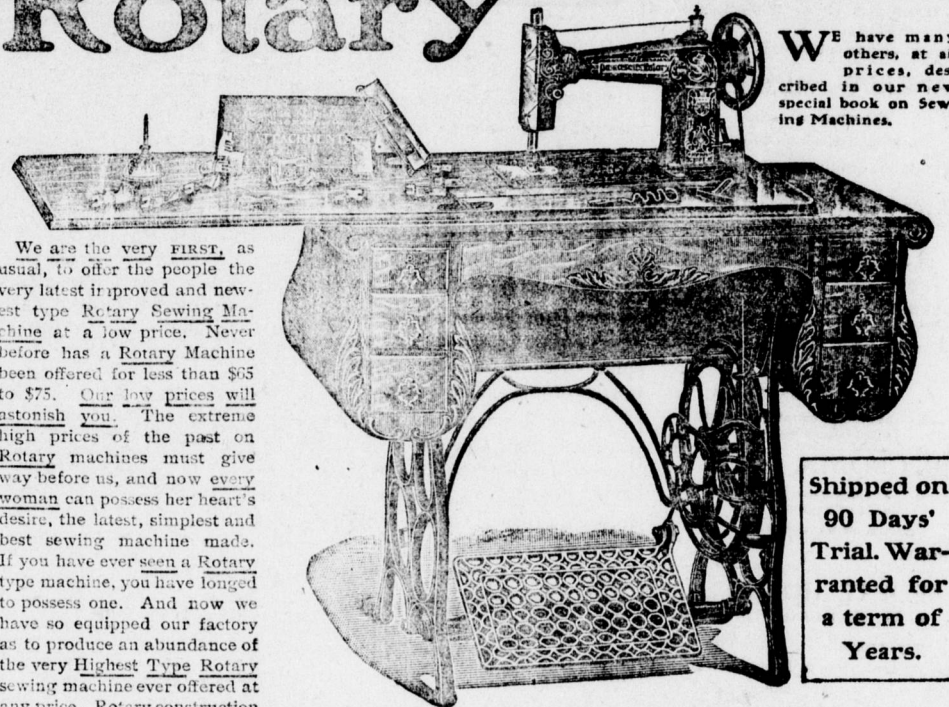 Rotary
WE have many
others, at a
prices, des
cribed in our new
special book on Sew
ing Machines.
We are the very FIRST, as
usual, to offer the people the
very latest improved and new-
est type Rotary Sewing Ma-
chine at a low price. Never
before has a Rotary Machine
been offered for less than $65
to $75. Our low prices will
astonish you. The extreme
high prices of the past on
Rotary machines must give
way before us, and now every
woman can possess her heart's
desire, the latest, simplest and
best sewing machine made.
If you have ever seen a Rotary
type machine, you have longed
to possess one. And now we
have so equipped our factory
as to produce an abundance of
the very Highest Type Rotary
sewing machine ever offered at
any price. Rotary construction
Shipped on
90 Days'
Trial. War-
ranted for
a term of
Years.